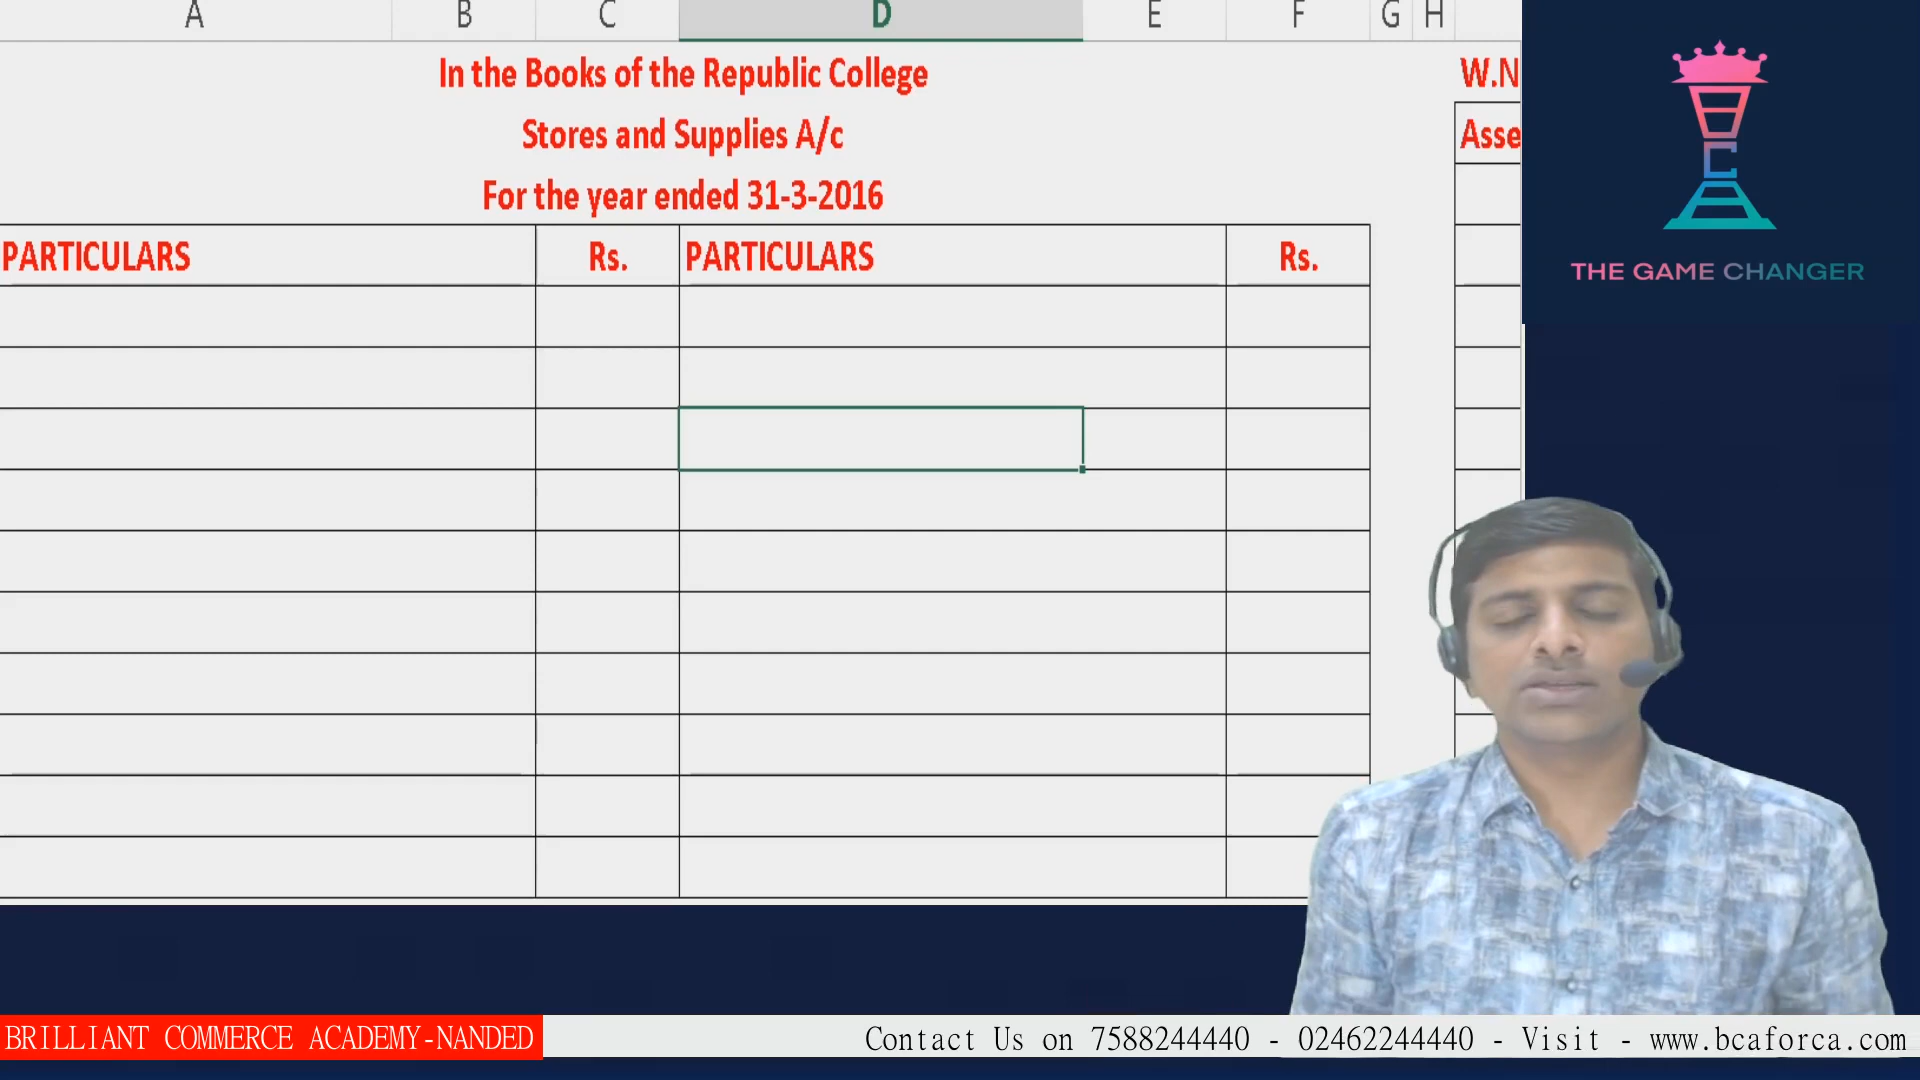 A B C D E F G H
In the Books of the Republic College
W.N
Stores and Supplies A/c
Asse
For the year ended 31-3-2016
PARTICULARS Rs. PARTICULARS Rs.
THE GAME CHANGER
BRILLIANT COMMERCE ACADEMY-NANDED
Contact Us on 7588244440 - 02462244440 - Visit - www.bcaforca.com